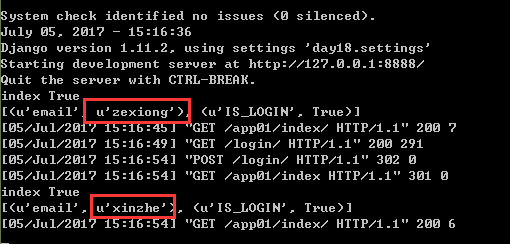 System check identified no issues (0 silenced).
July 05, 2017 - 15:16:36
Django version 1.11.2, using settings 'day18.settings'
Starting development server at http://127.0.0.1:8888/
Quit the server with CTRL-BREAK.
index True
[(u'email', u'zexiong'), (u'IS_LOGIN', True)]
[05/Jul/2017 15:16:45] "GET /app01/index/ HTTP/1.1" 200 7
[05/Jul/2017 15:16:49] "GET /login/ HTTP/1.1" 200 291
[05/Jul/2017 15:16:54] "POST /login/ HTTP/1.1" 302 0
[05/Jul/2017 15:16:54] "GET /app01/index HTTP/1.1" 301 0
index True
[(u'email', u'xinzhe'), (u'IS_LOGIN', True)]
[05/Jul/2017 15:16:54] "GET /app01/index/ HTTP/1.1" 200 6